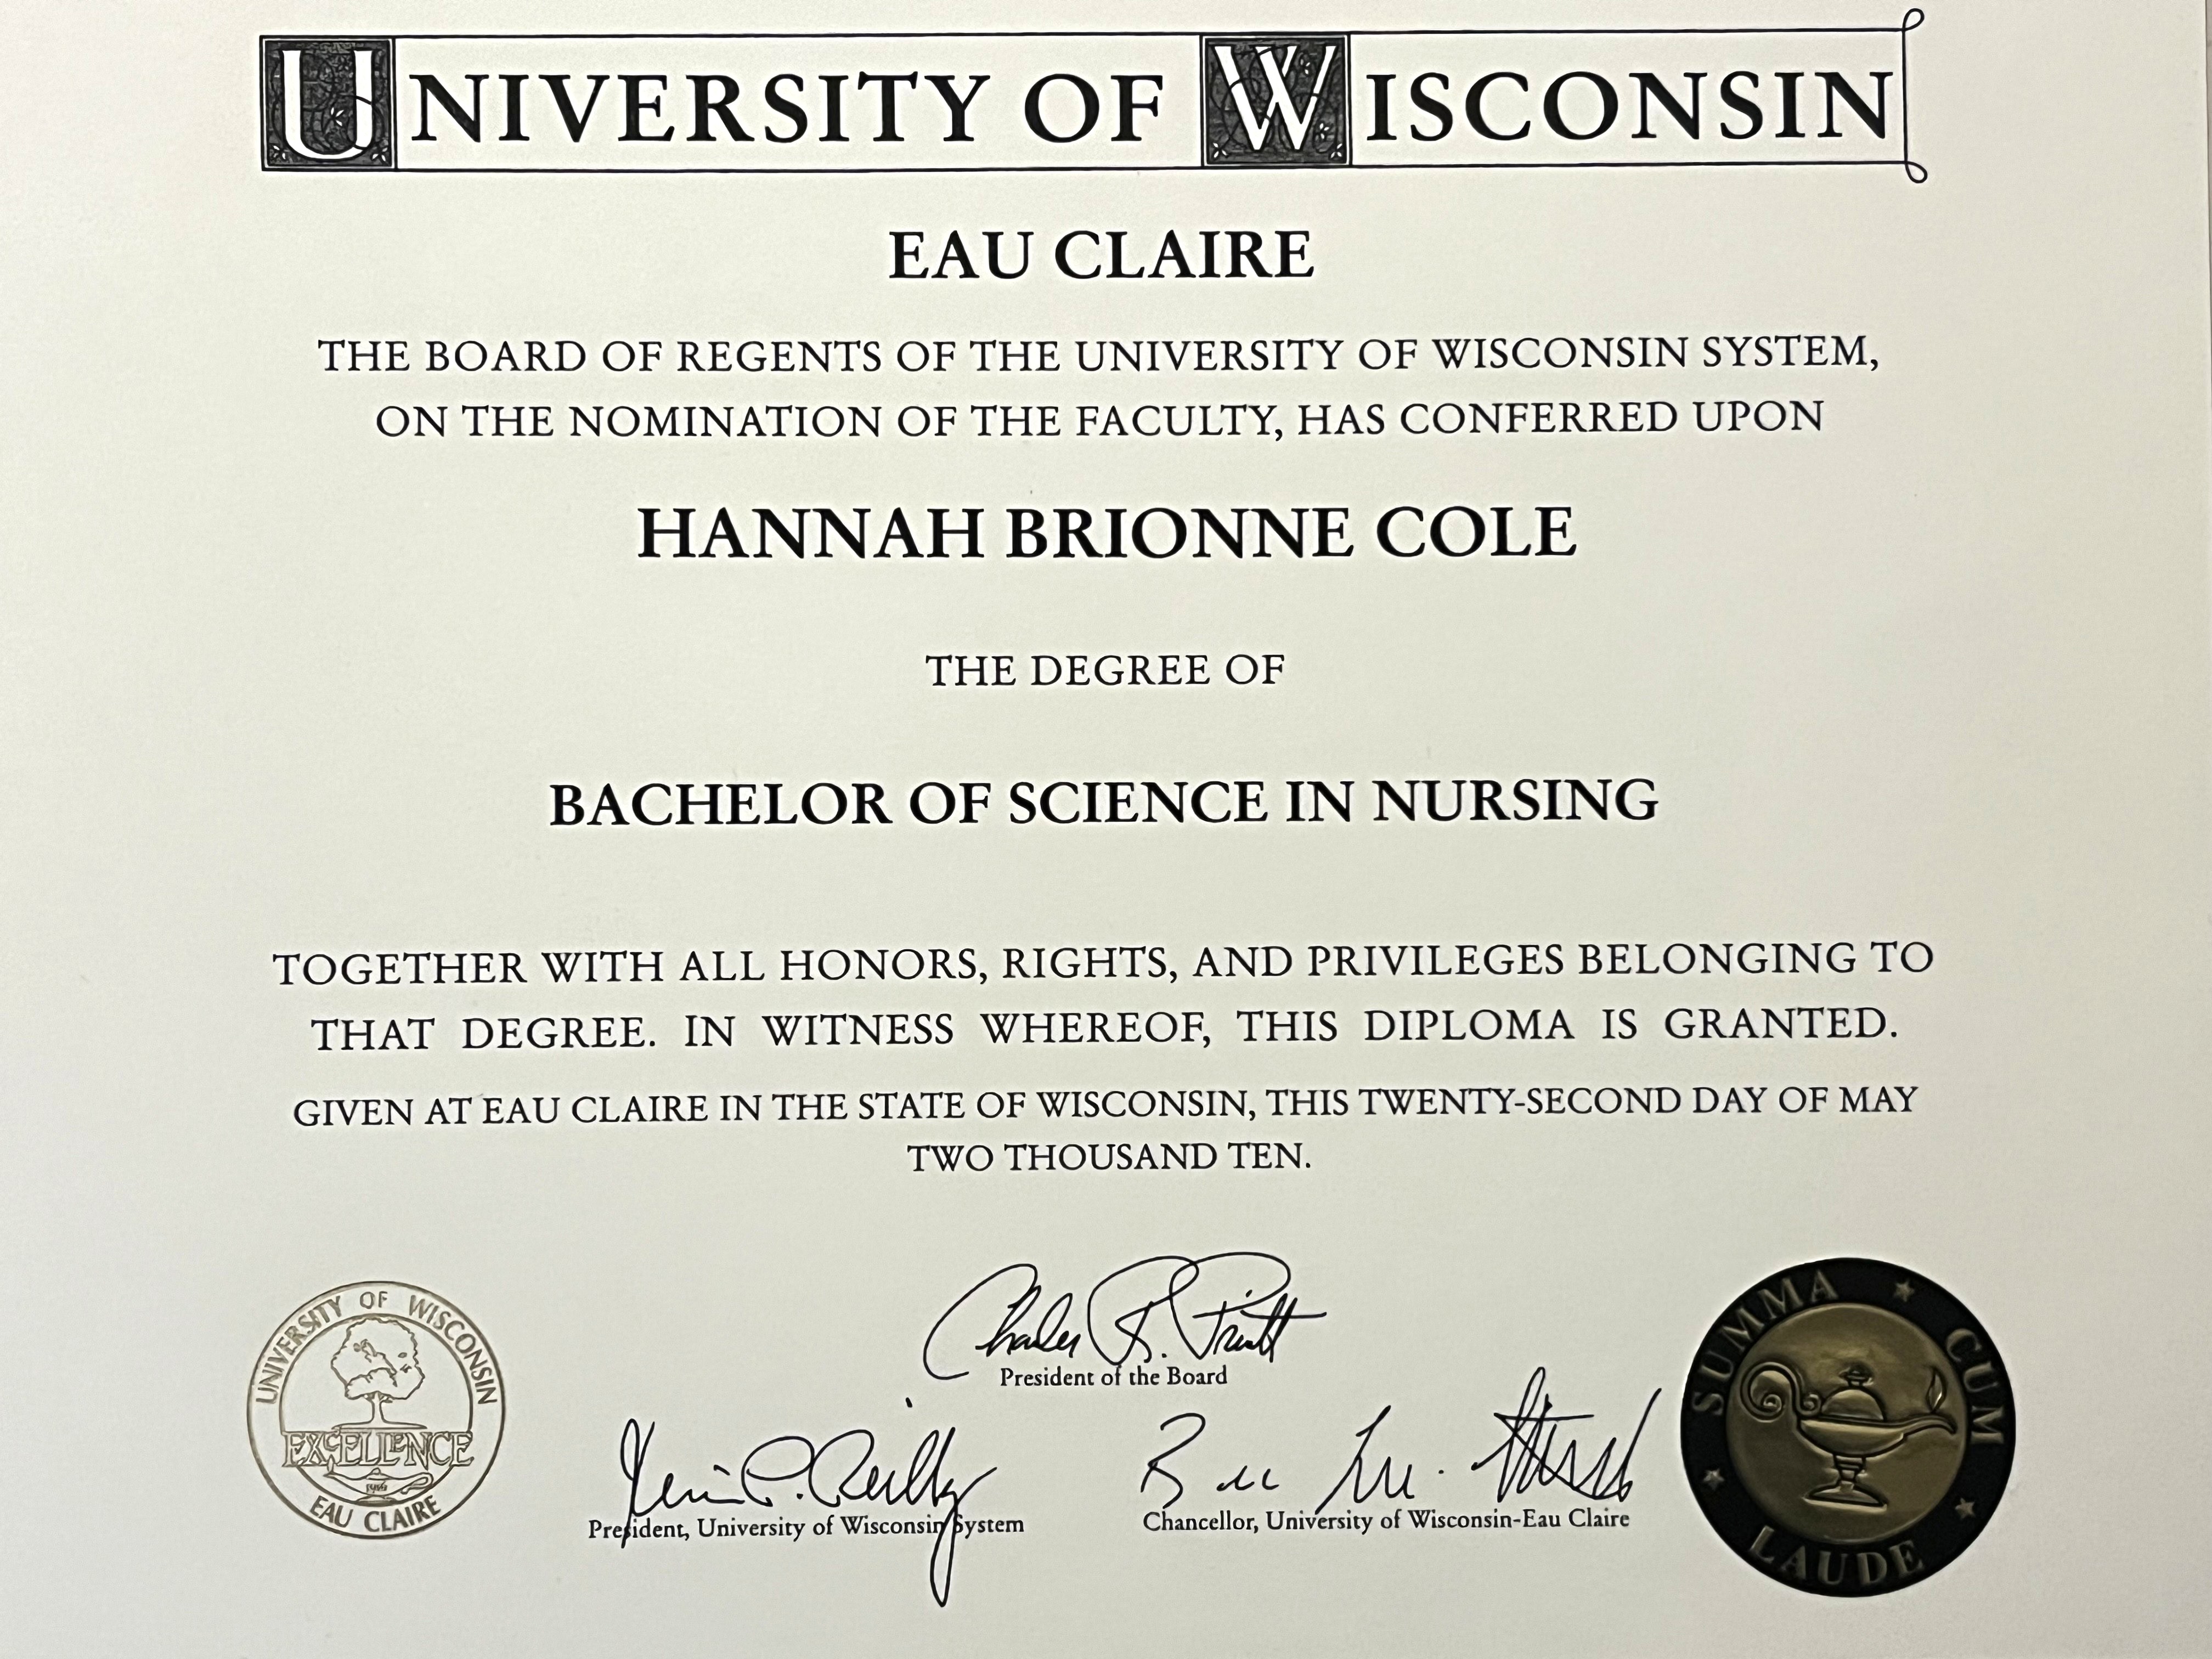 UNIVERSITY OF WISCONSIN
EAU CLAIRE
THE BOARD OF REGENTS OF THE UNIVERSITY OF WISCONSIN SYSTEM,
ON THE NOMINATION OF THE FACULTY, HAS CONFERRED UPON
HANNAH BRIONNE COLE
THE DEGREE OF
BACHELOR OF SCIENCE IN NURSING
TOGETHER WITH ALL HONORS, RIGHTS, AND PRIVILEGES BELONGING TO
THAT DEGREE. IN WITNESS WHEREOF, THIS DIPLOMA IS GRANTED.
GIVEN AT EAU CLAIRE IN THE STATE OF WISCONSIN, THIS TWENTY-SECOND DAY OF MAY
TWO THOUSAND TEN.
UNIVERSITY OF WISCONSIN
EXCELLENCE
EAU CLAIRE
Charles R. Pruitt
President of the Board
Kevin P. Reilly
President, University of Wisconsin System
Chancellor, University of Wisconsin-Eau Claire
SUMMA CUM
LAUDE